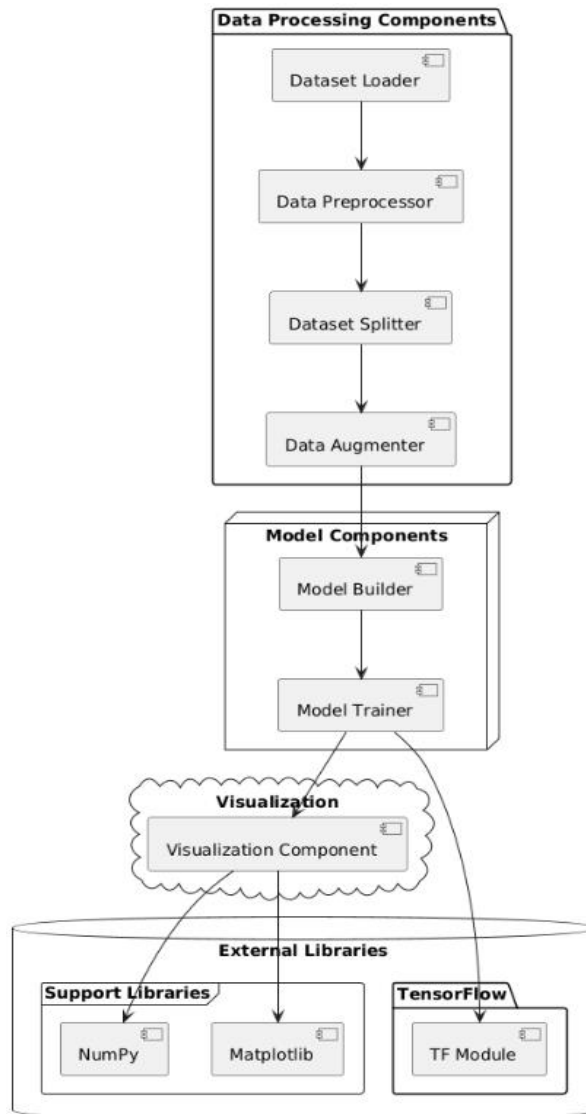 Data Processing Components
Dataset Loader
Data Preprocessor
Dataset Splitter
Data Augmenter
Model Components
Model Builder
Model Trainer
Visualization
Visualization Component
External Libraries
Support Libraries
TensorFlow
NumPy
Matplotlib
TF Module